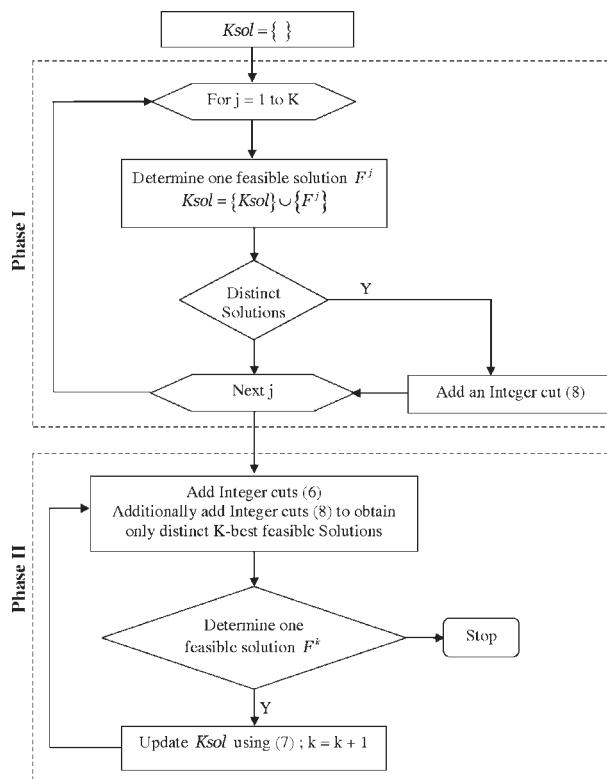 Ksol = { }
Phase I
For j = 1 to K
Determine one feasible solution F^j
Ksol = {Ksol} ∪ {F^j}
Distinct
Solutions
Y
Next j
Add an Integer cut (8)
Phase II
Add Integer cuts (6)
Additionally add Integer cuts (8) to obtain
only distinct K-best feasible Solutions
Determine one
feasible solution F^k
Stop
Y
Update Ksol using (7) ; k = k + 1